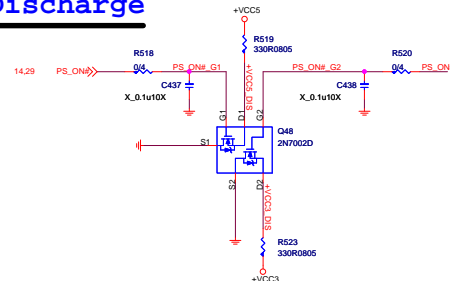 Discharge
+VCC5
R519
330R0805
R518
R520
14,29
PS_ON#
0/4
PS_ON#_G1
PS_ON#_G2
0/4
PS_ON
C437
C438
X_0.1u10X
X_0.1u10X
+VCC5_DIS
G1
D1
G2
Q48
2N7002D
S1
S2
D2
+VCC3_DIS
R523
330R0805
+VCC3